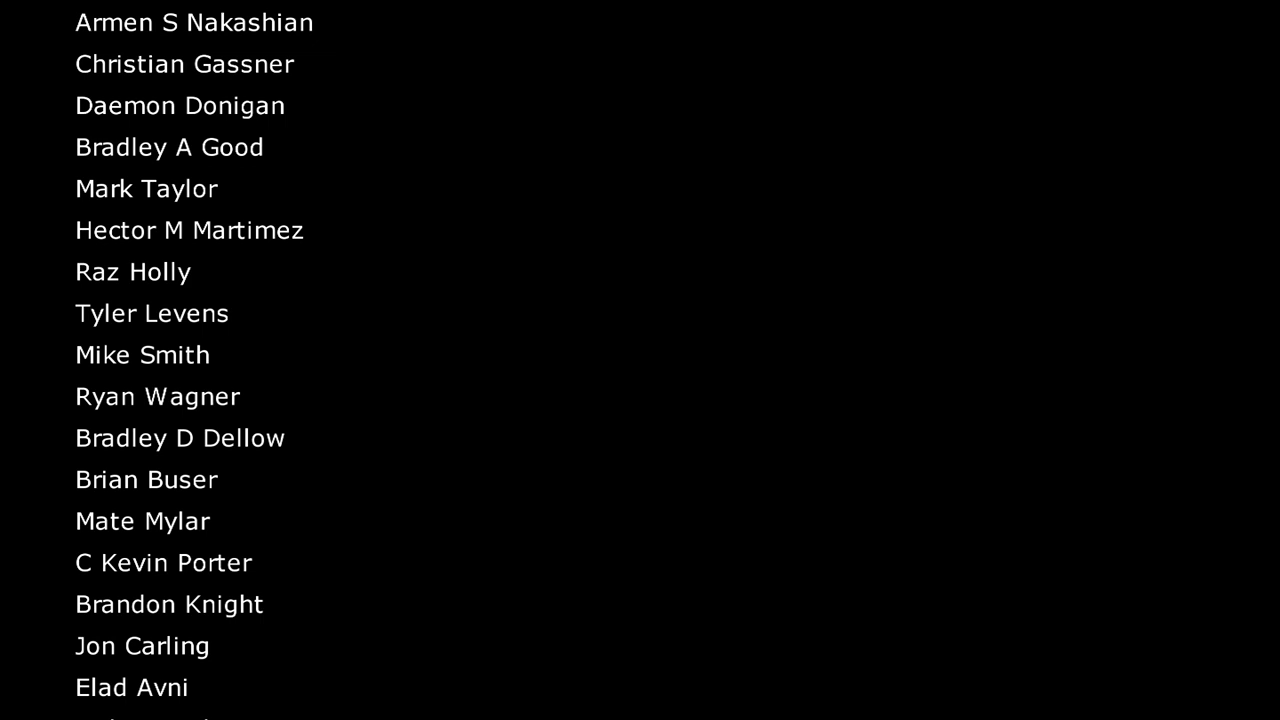 Armen S Nakashian
Christian Gassner
Daemon Donigan
Bradley A Good
Mark Taylor
Hector M Martimez
Raz Holly
Tyler Levens
Mike Smith
Ryan Wagner
Bradley D Dellow
Brian Buser
Mate Mylar
C Kevin Porter
Brandon Knight
Jon Carling
Elad Avni